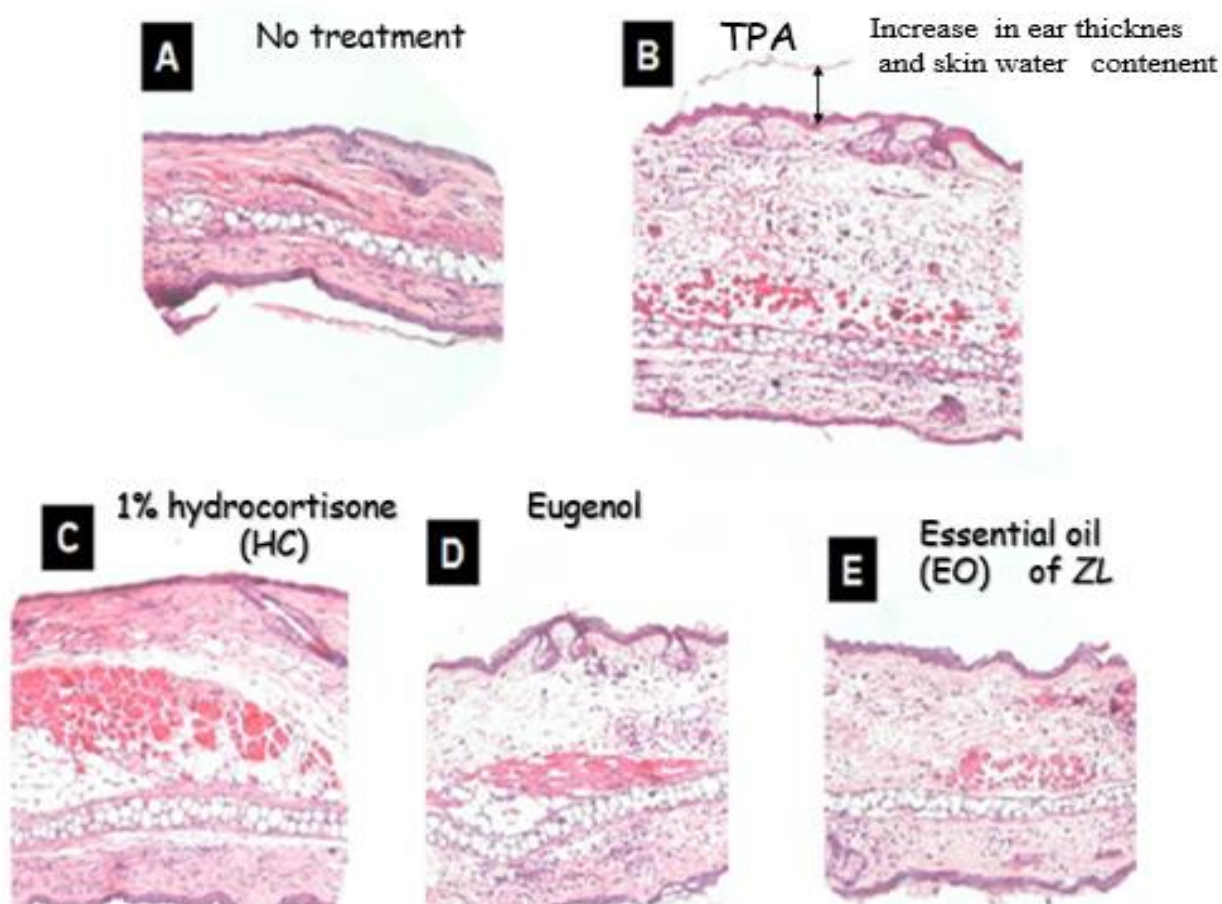 A
No treatment
B
TPA
Increase in ear thicknes
and skin water contenent
C
1% hydrocortisone
(HC)
D
Eugenol
E
Essential oil
(EO) of ZL